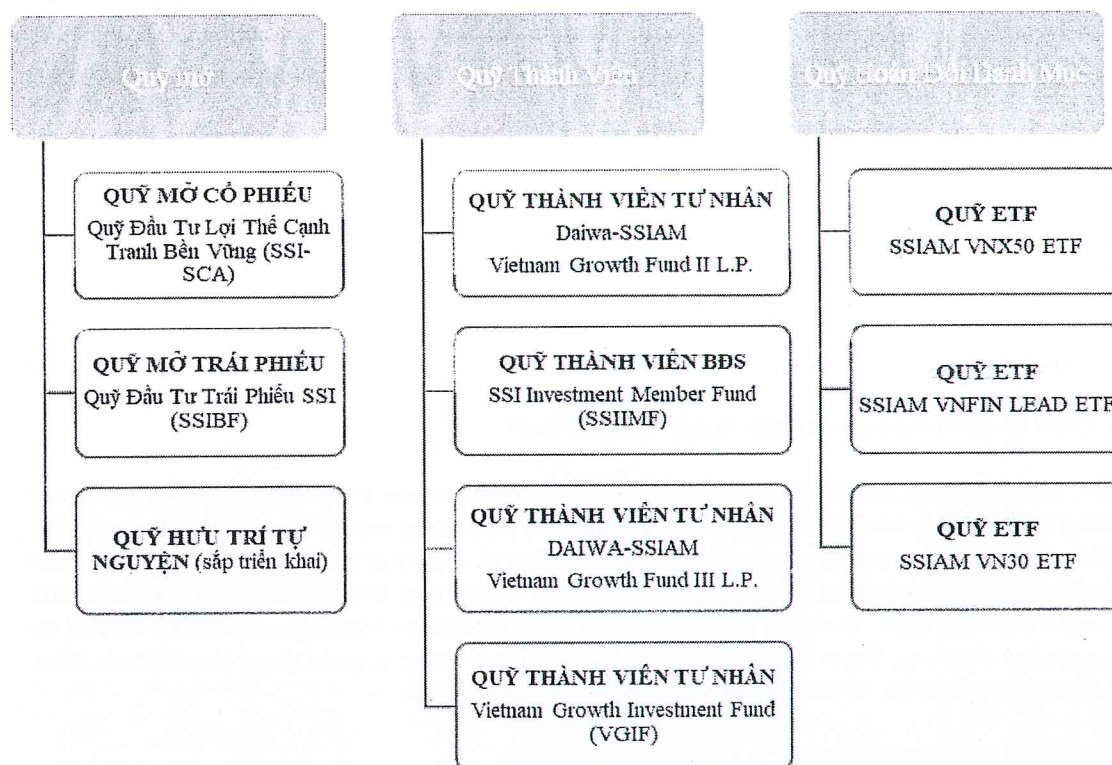 Quỹ mở
QUỸ MỞ CỔ PHIẾU
Quỹ Đầu Tư Lợi Thế Cạnh
Tranh Bền Vững (SSI-
SCA)
QUỸ MỞ TRÁI PHIẾU
Quỹ Đầu Tư Trái Phiếu SSI
(SSIBF)
QUỸ HƯU TRÍ TỰ
NGUYỆN (sắp triển khai)
Quỹ Thành Viên
QUỸ THÀNH VIÊN TƯ NHÂN
Daiwa-SSIAM
Vietnam Growth Fund II L.P.
QUỸ THÀNH VIÊN BĐS
SSI Investment Member Fund
(SSIIMF)
QUỸ THÀNH VIÊN TƯ NHÂN
DAIWA-SSIAM
Vietnam Growth Fund III L.P.
QUỸ THÀNH VIÊN TƯ NHÂN
Vietnam Growth Investment Fund
(VGIF)
Quỹ Hoán Đổi Danh Mục
QUỸ ETF
SSIAM VNX50 ETF
QUỸ ETF
SSIAM VNFIN LEAD ETF
QUỸ ETF
SSIAM VN30 ETF